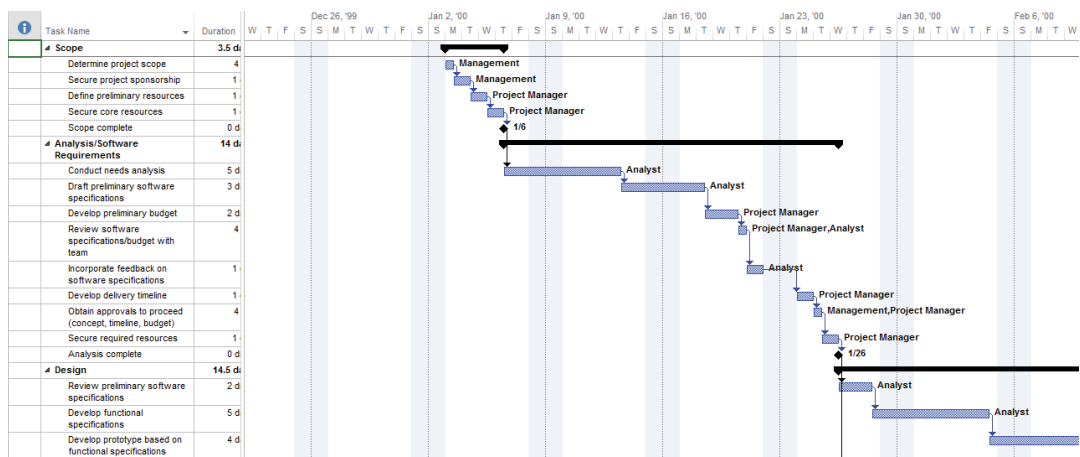 Dec 26, '99 Jan 2, '00 Jan 9, '00 Jan 16, '00 Jan 23, '00 Jan 30, '00 Feb 6, '00
Task Name Duration W T F S S M T W T F S S M T W T F S S M T W T F S S M T W T F S S M T W T F S S M T W T F S S M T W
Scope 3.5 da
Determine project scope 4 Management
Secure project sponsorship 1 Management
Define preliminary resources 1 Project Manager
Secure core resources 1 Project Manager
Scope complete 0 d 1/6
Analysis/Software 14 da
Requirements
Conduct needs analysis 5 d Analyst
Draft preliminary software 3 d Analyst
specifications
Develop preliminary budget 2 d Project Manager
Review software 4 Project Manager,Analyst
specifications/budget with
team
Incorporate feedback on 1 Analyst
software specifications
Develop delivery timeline 1 Project Manager
Obtain approvals to proceed 4 Management,Project Manager
(concept, timeline, budget)
Secure required resources 1 Project Manager
Analysis complete 0 d 1/26
Design 14.5 da
Review preliminary software 2 d Analyst
specifications
Develop functional 5 d Analyst
specifications
Develop prototype based on 4 d
functional specifications